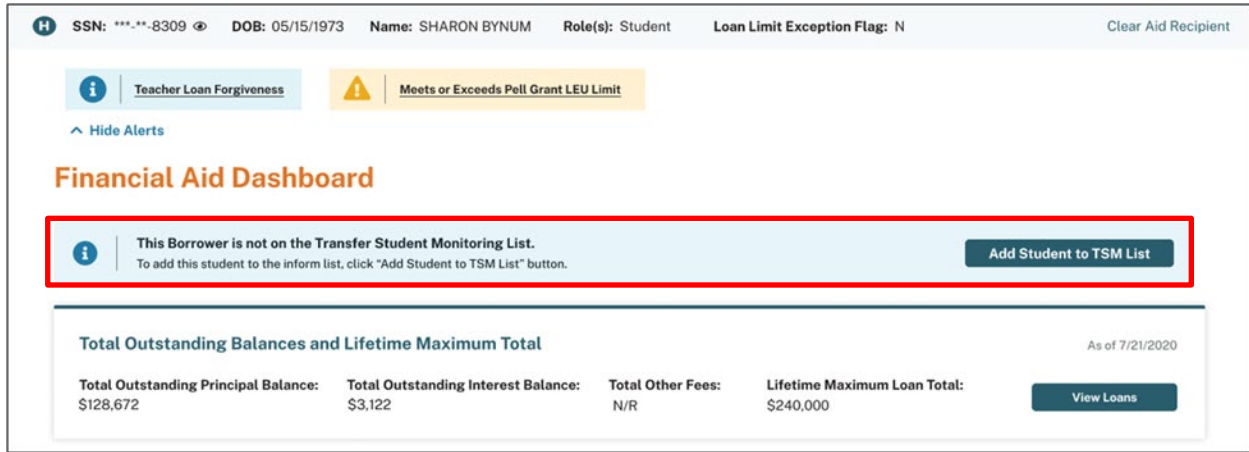 H SSN: ***-**-8309 DOB: 05/15/1973 Name: SHARON BYNUM Role(s): Student Loan Limit Exception Flag: N Clear Aid Recipient
Teacher Loan Forgiveness Meets or Exceeds Pell Grant LEU Limit
Hide Alerts
Financial Aid Dashboard
This Borrower is not on the Transfer Student Monitoring List.
To add this student to the inform list, click “Add Student to TSM List” button.
Add Student to TSM List
Total Outstanding Balances and Lifetime Maximum Total As of 7/21/2020
Total Outstanding Principal Balance: Total Outstanding Interest Balance: Total Other Fees: Lifetime Maximum Loan Total:
$128,672 $3,122 N/R $240,000
View Loans